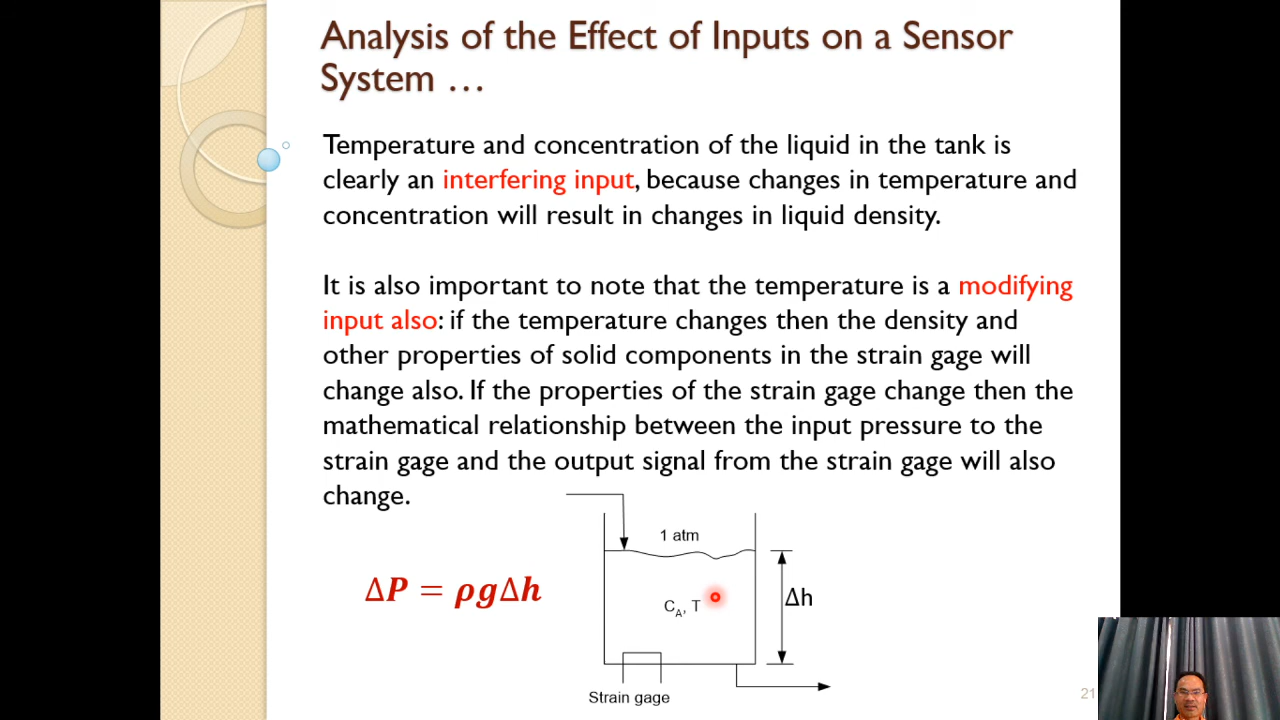 Analysis of the Effect of Inputs on a Sensor
System …
Temperature and concentration of the liquid in the tank is
clearly an interfering input, because changes in temperature and
concentration will result in changes in liquid density.
It is also important to note that the temperature is a modifying
input also: if the temperature changes then the density and
other properties of solid components in the strain gage will
change also. If the properties of the strain gage change then the
mathematical relationship between the input pressure to the
strain gage and the output signal from the strain gage will also
change.
1 atm
ΔP = ρgΔh
C_A, T
Δh
Strain gage
21